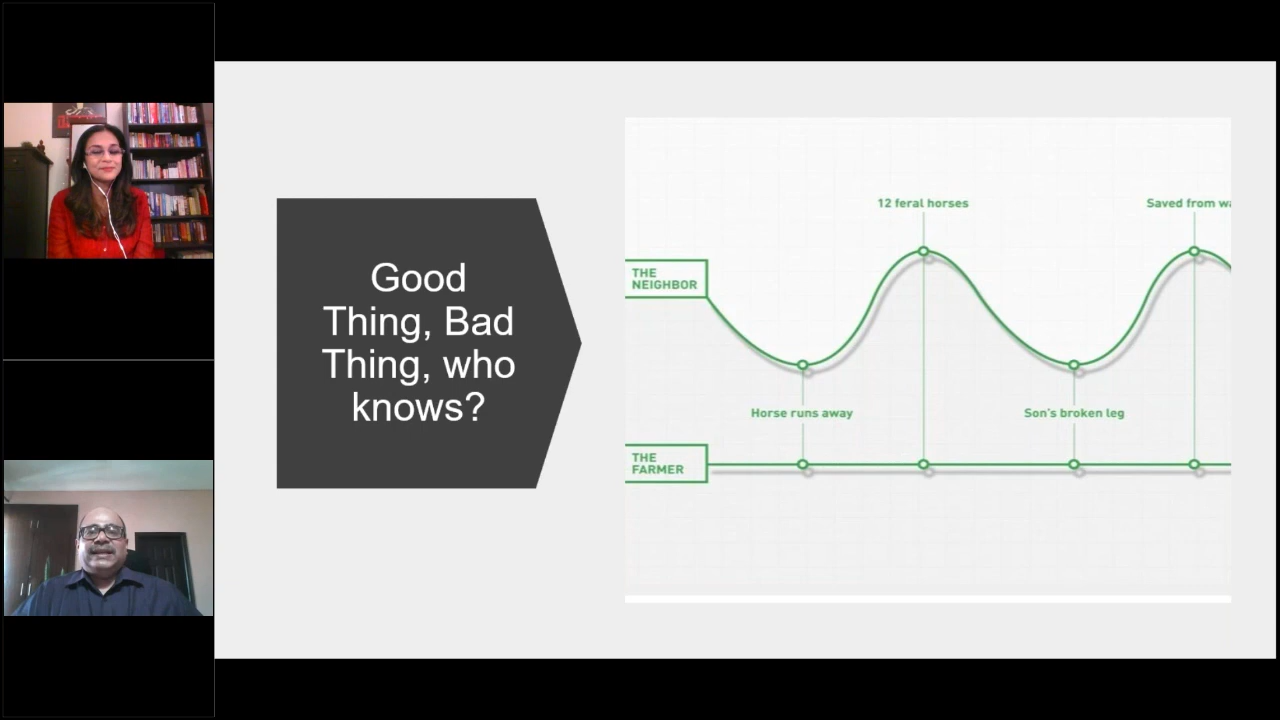 Good
Thing, Bad
Thing, who
knows?
12 feral horses
Saved from
THE
NEIGHBOR
Horse runs away
Son's broken leg
THE
FARMER